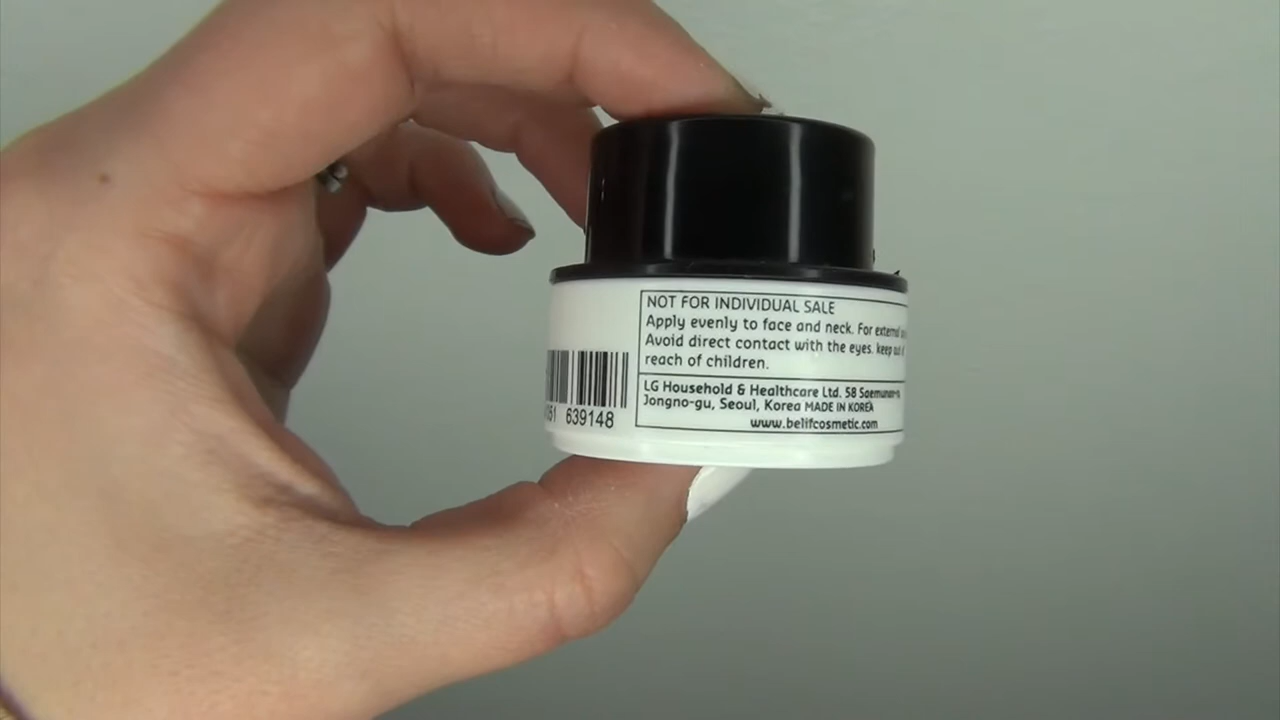 NOT FOR INDIVIDUAL SALE
Apply evenly to face and neck. For external
Avoid direct contact with the eyes. keep out
reach of children.
LG Household & Healthcare Ltd. 58
Jongno-gu, Seoul, Korea MADE IN KOREA
www.belifcosmetic.com
639148